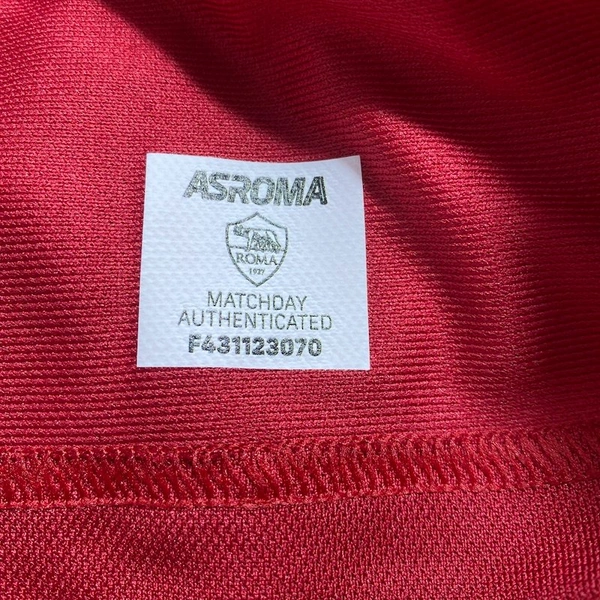 ASROMA
ROMA
1927
MATCHDAY
AUTHENTICATED
F431123070